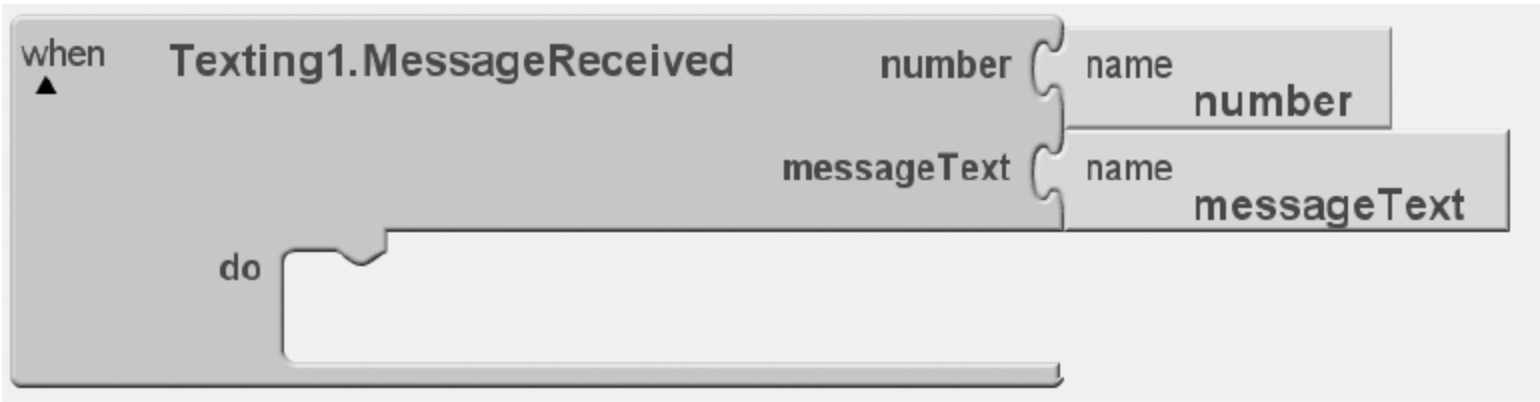 when Texting1.MessageReceived number name
number
messageText name
messageText
do